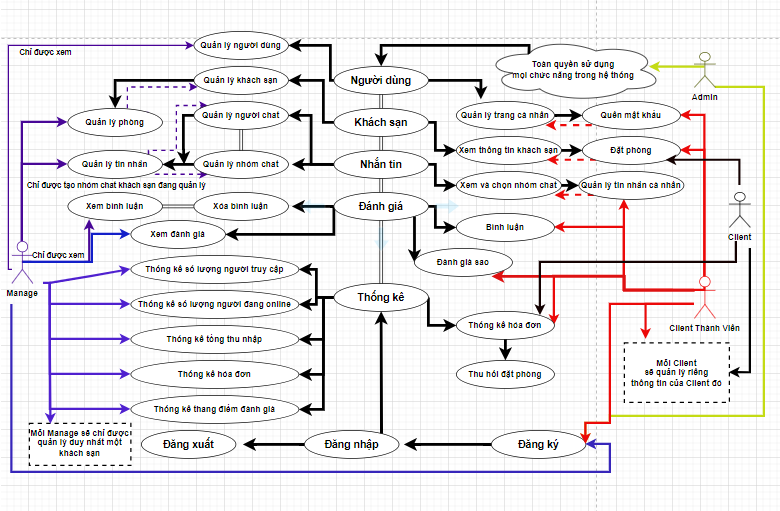 Chỉ được xem
Quản lý người dùng
Toàn quyền sử dụng
mọi chức năng trong hệ thống
Người dùng
Quản lý khách sạn
Admin
Quản lý phòng
Quản lý người chat
Khách sạn
Quản lý trang cá nhân
Quên mật khẩu
Xem thông tin khách sạn
Đặt phòng
Quản lý tin nhắn
Quản lý nhóm chat
Nhắn tin
Chỉ được tạo nhóm chat khách sạn đang quản lý
Xem và chọn nhóm chat
Quản lý tin nhắn cá nhân
Xem bình luận
Xóa bình luận
Đánh giá
Xem đánh giá
Bình luận
Client
Chỉ được xem
Đánh giá sao
Thống kê số lượng người truy cập
Manage
Thống kê
Thống kê số lượng người đang online
Thống kê hóa đơn
Client Thành Viên
Thống kê tổng thu nhập
Mỗi Client
sẽ quản lý riêng
thông tin của Client đó
Thống kê hóa đơn
Thu hồi đặt phòng
Thống kê thang điểm đánh giá
Mỗi Manage sẽ chỉ được
quản lý duy nhất một
khách sạn
Đăng xuất
Đăng nhập
Đăng ký